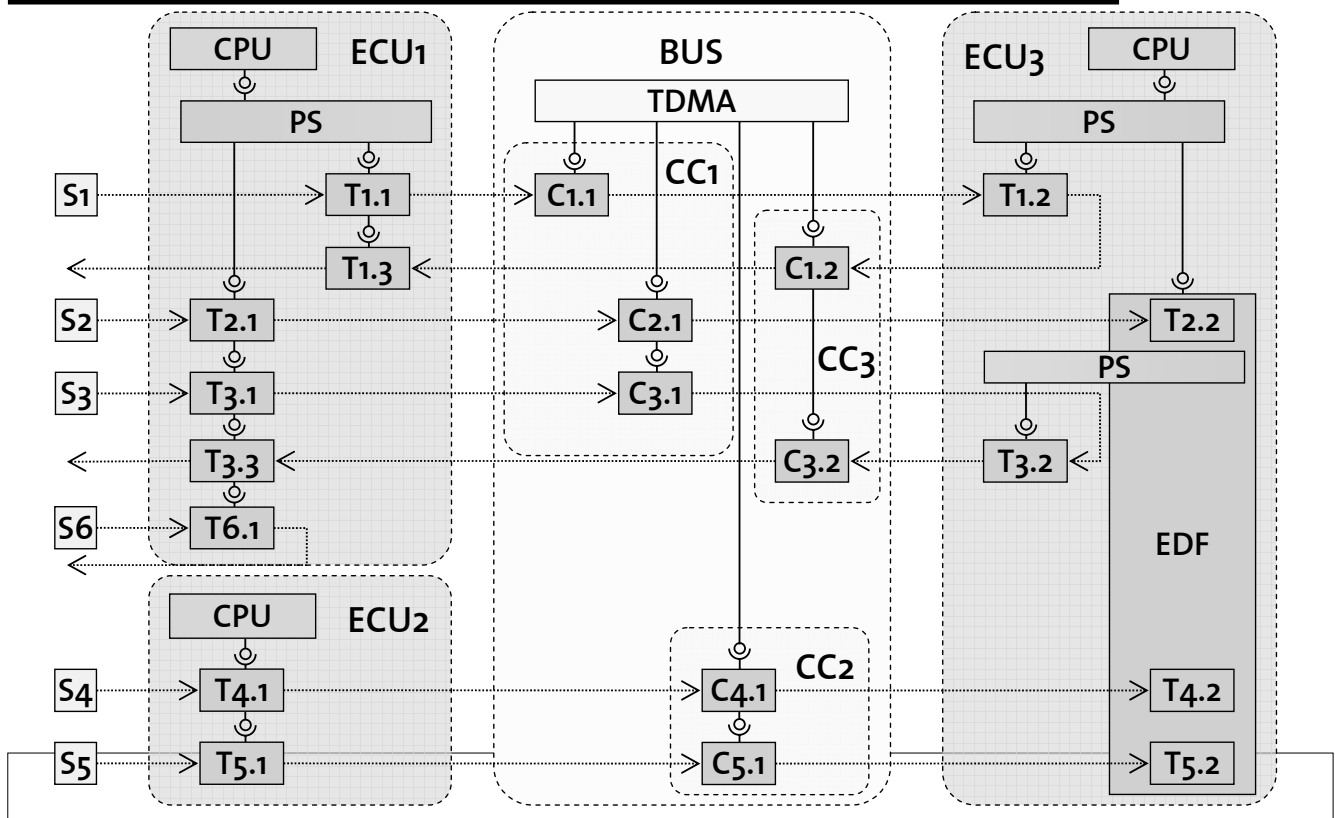 CPU
ECU1
BUS
ECU3
CPU
PS
TDMA
PS
S1
T1.1
C1.1
CC1
T1.2
T1.3
C1.2
S2
T2.1
C2.1
T2.2
CC3
PS
S3
T3.1
C3.1
T3.3
C3.2
T3.2
S6
T6.1
EDF
CPU
ECU2
CC2
S4
T4.1
C4.1
T4.2
S5
T5.1
C5.1
T5.2